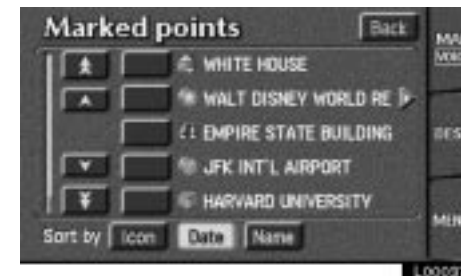 Marked points
Back
WHITE HOUSE
WALT DISNEY WORLD RE
EMPIRE STATE BUILDING
JFK INT'L AIRPORT
HARVARD UNIVERSITY
Sort by Icon Date Name